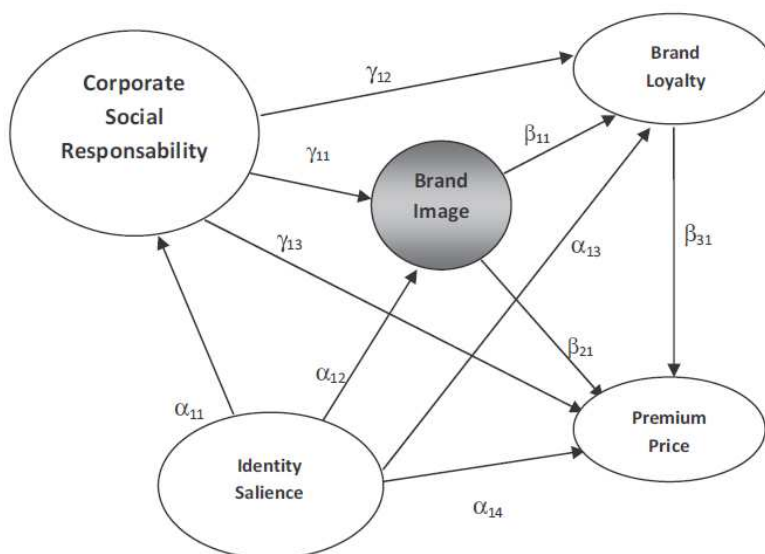 Corporate
Social
Responsability
γ₁₂
Brand
Loyalty
γ₁₁
β₁₁
Brand
Image
γ₁₃
α₁₃
β₃₁
α₁₂
β₂₁
α₁₁
Identity
Salience
Premium
Price
α₁₄